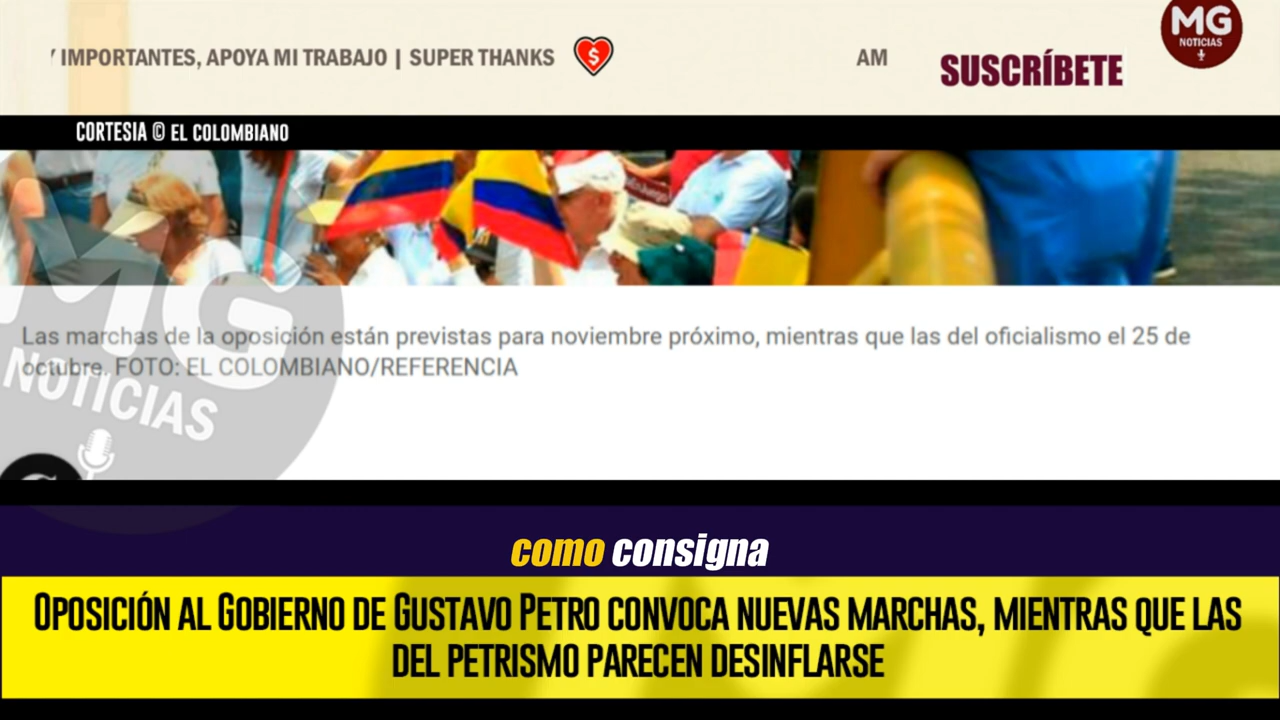 IMPORTANTES, APOYA MI TRABAJO | SUPER THANKS
$
AM
SUSCRÍBETE
MG
NOTICIAS
CORTESIA © EL COLOMBIANO
MG
NOTICIAS
Las marchas de la oposición están previstas para noviembre próximo, mientras que las del oficialismo el 25 de
octubre. FOTO: EL COLOMBIANO/REFERENCIA
como consigna
OPOSICIÓN AL GOBIERNO DE GUSTAVO PETRO CONVOCA NUEVAS MARCHAS, MIENTRAS QUE LAS
DEL PETRISMO PARECEN DESINFLARSE